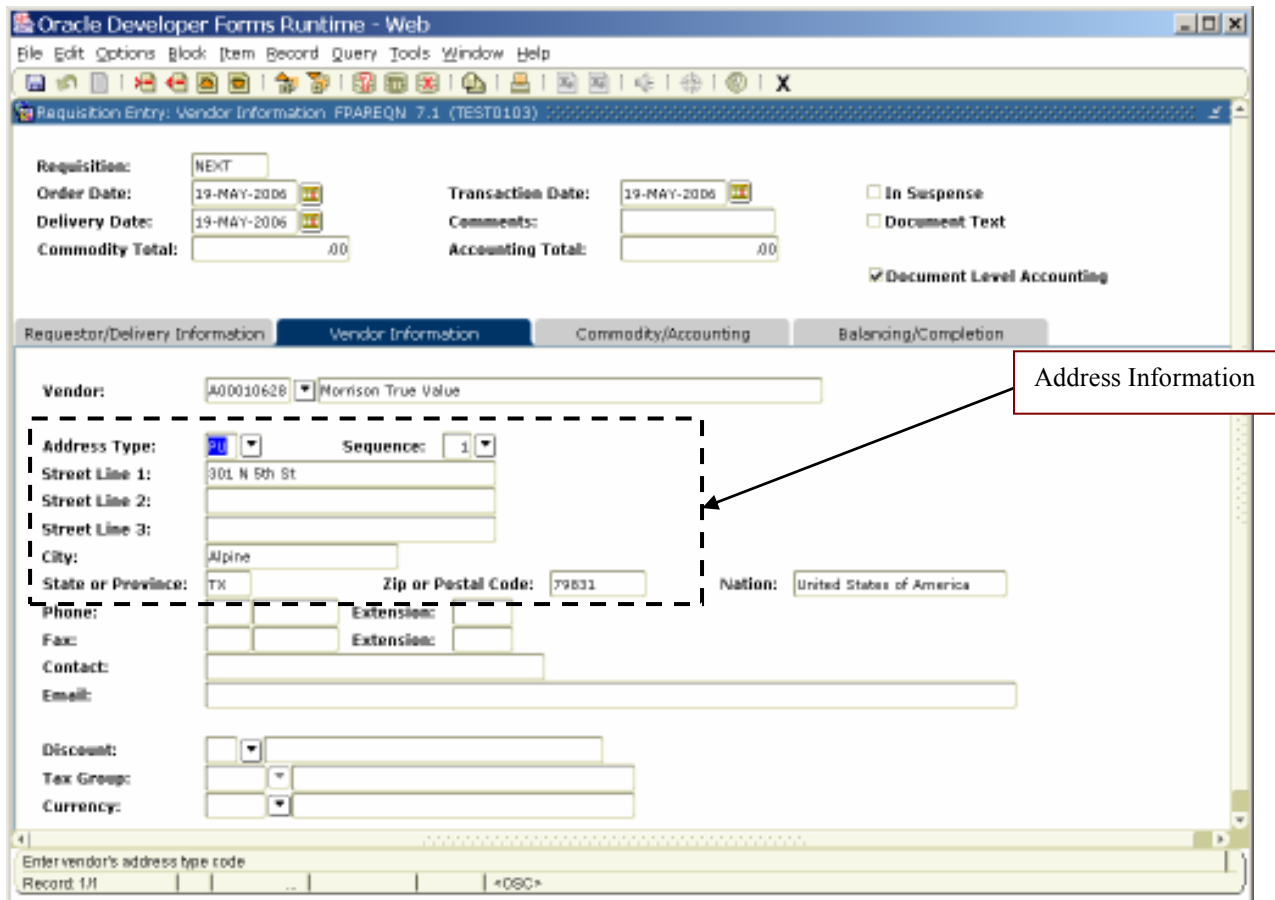 Oracle Developer Forms Runtime - Web
File Edit Options Block Item Record Query Tools Window Help
Requisition Entry: Vendor Information FPAREQN 7.1 (TEST0103)
Requisition: NEXT
Order Date: 19-MAY-2006 Transaction Date: 19-MAY-2006 In Suspense
Delivery Date: 19-MAY-2006 Comments: Document Text
Commodity Total: .00 Accounting Total: .00
Document Level Accounting
Requestor/Delivery Information Vendor Information Commodity/Accounting Balancing/Completion
Address Information
Vendor: A00010628 Morrison True Value
Address Type: PU Sequence: 1
Street Line 1: 301 N 5th St
Street Line 2:
Street Line 3:
City: Alpine
State or Province: TX Zip or Postal Code: 79831 Nation: United States of America
Phone: Extension:
Fax: Extension:
Contact:
Email:
Discount:
Tax Group:
Currency:
Enter vendor's address type code
Record: 1/1 ... <OSC>